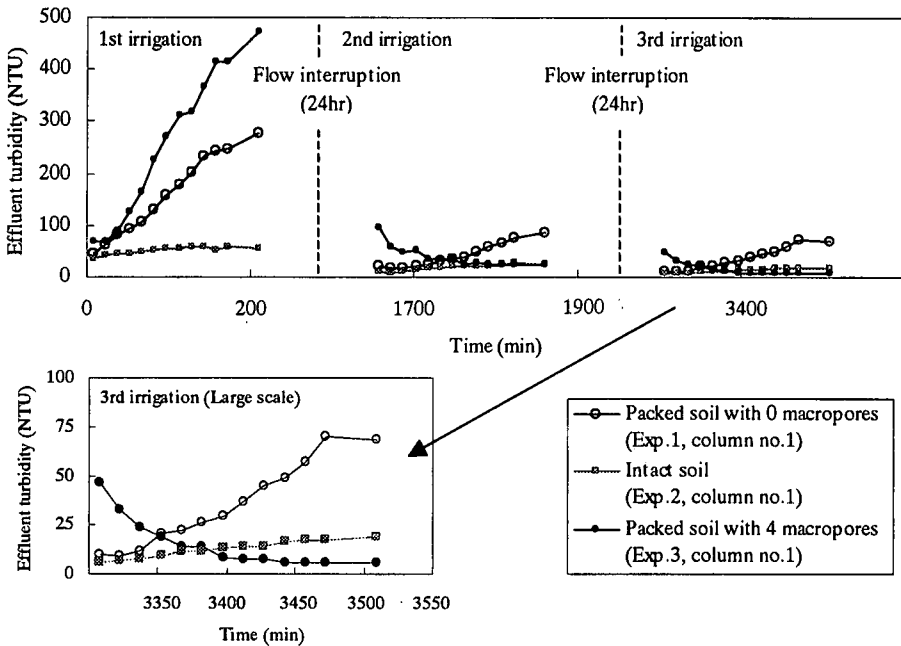 500
400
300
200
100
0
Effluent turbidity (NTU)
1st irrigation
2nd irrigation
3rd irrigation
Flow interruption
(24hr)
Flow interruption
(24hr)
0
200
1700
1900
3400
Time (min)
100
75
50
25
0
Effluent turbidity (NTU)
3rd irrigation (Large scale)
3350
3400
3450
3500
3550
Time (min)
Packed soil with 0 macropores
(Exp.1, column no.1)
Intact soil
(Exp.2, column no.1)
Packed soil with 4 macropores
(Exp.3, column no.1)